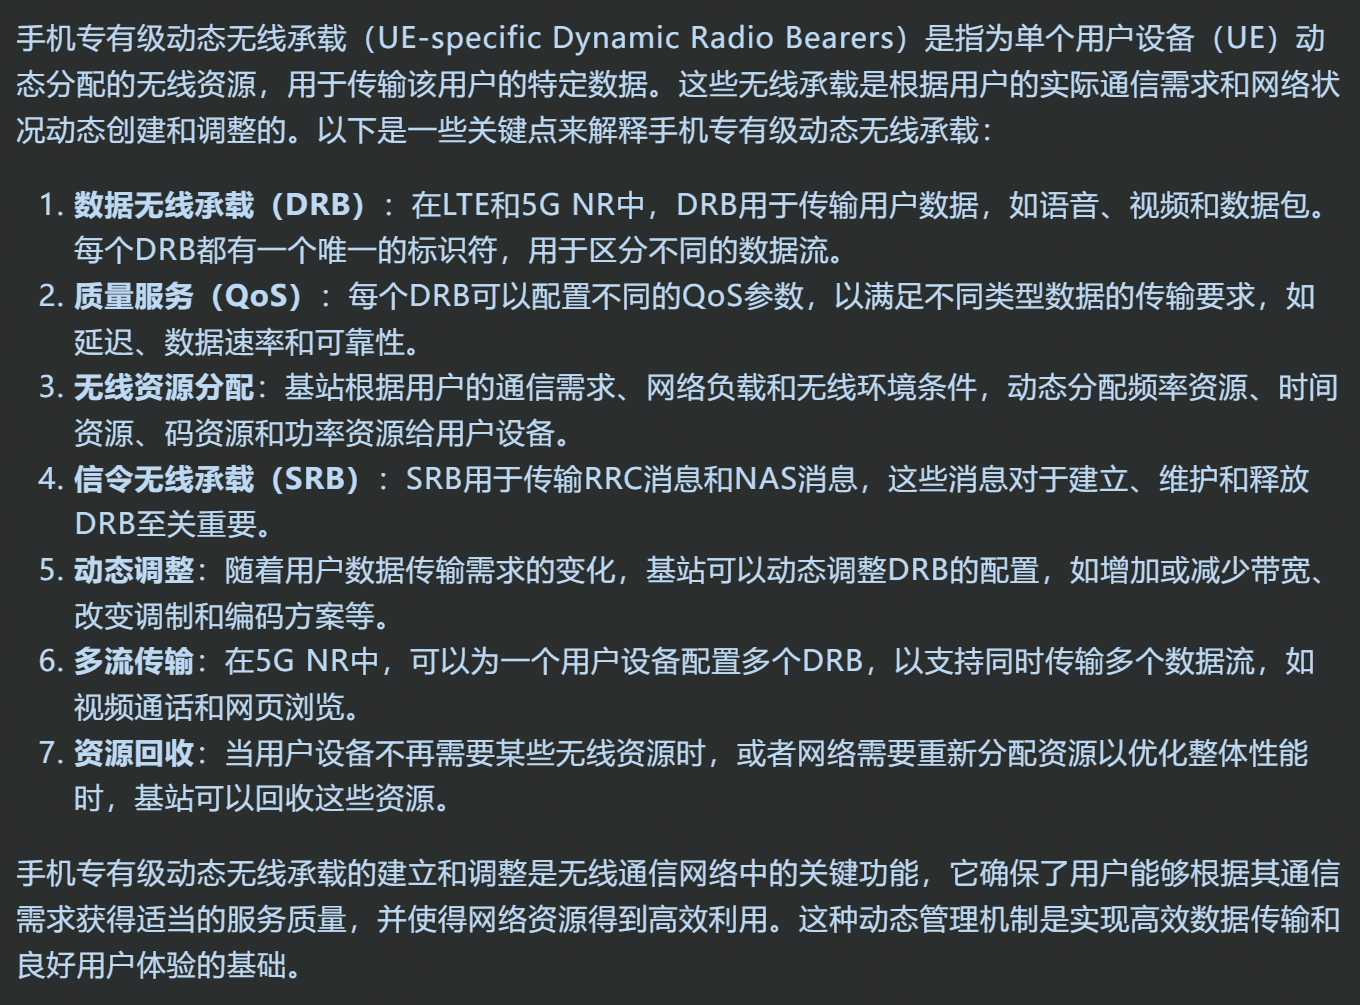 手机专有级动态无线承载（UE-specific Dynamic Radio Bearers）是指为单个用户设备（UE）动
态分配的无线资源，用于传输该用户的特定数据。这些无线承载是根据用户的实际通信需求和网络状
况动态创建和调整的。以下是一些关键点来解释手机专有级动态无线承载：
1. 数据无线承载（DRB）：在LTE和5G NR中，DRB用于传输用户数据，如语音、视频和数据包。
每个DRB都有一个唯一的标识符，用于区分不同的数据流。
2. 质量服务（QoS）：每个DRB可以配置不同的QoS参数，以满足不同类型数据的传输要求，如
延迟、数据速率和可靠性。
3. 无线资源分配：基站根据用户的通信需求、网络负载和无线环境条件，动态分配频率资源、时间
资源、码资源和功率资源给用户设备。
4. 信令无线承载（SRB）：SRB用于传输RRC消息和NAS消息，这些消息对于建立、维护和释放
DRB至关重要。
5. 动态调整：随着用户数据传输需求的变化，基站可以动态调整DRB的配置，如增加或减少带宽、
改变调制和编码方案等。
6. 多流传输：在5G NR中，可以为一个用户设备配置多个DRB，以支持同时传输多个数据流，如
视频通话和网页浏览。
7. 资源回收：当用户设备不再需要某些无线资源时，或者网络需要重新分配资源以优化整体性能
时，基站可以回收这些资源。
手机专有级动态无线承载的建立和调整是无线通信网络中的关键功能，它确保了用户能够根据其通信
需求获得适当的服务质量，并使得网络资源得到高效利用。这种动态管理机制是实现高效数据传输和
良好用户体验的基础。